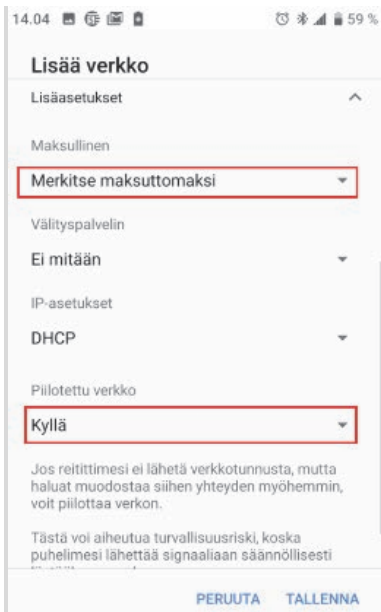 14.04 59 %
Lisää verkko
Lisäasetukset
Maksullinen
Merkitse maksuttomaksi
Välityspalvelin
Ei mitään
IP-asetukset
DHCP
Piilotettu verkko
Kyllä
Jos reitittimesi ei lähetä verkkotunnusta, mutta
haluat muodostaa siihen yhteyden myöhemmin,
voit piilottaa verkon.
Tästä voi aiheutua turvallisuusriski, koska
puhelimesi lähettää signaaliaan säännöllisesti
PERUUTA TALLENNA